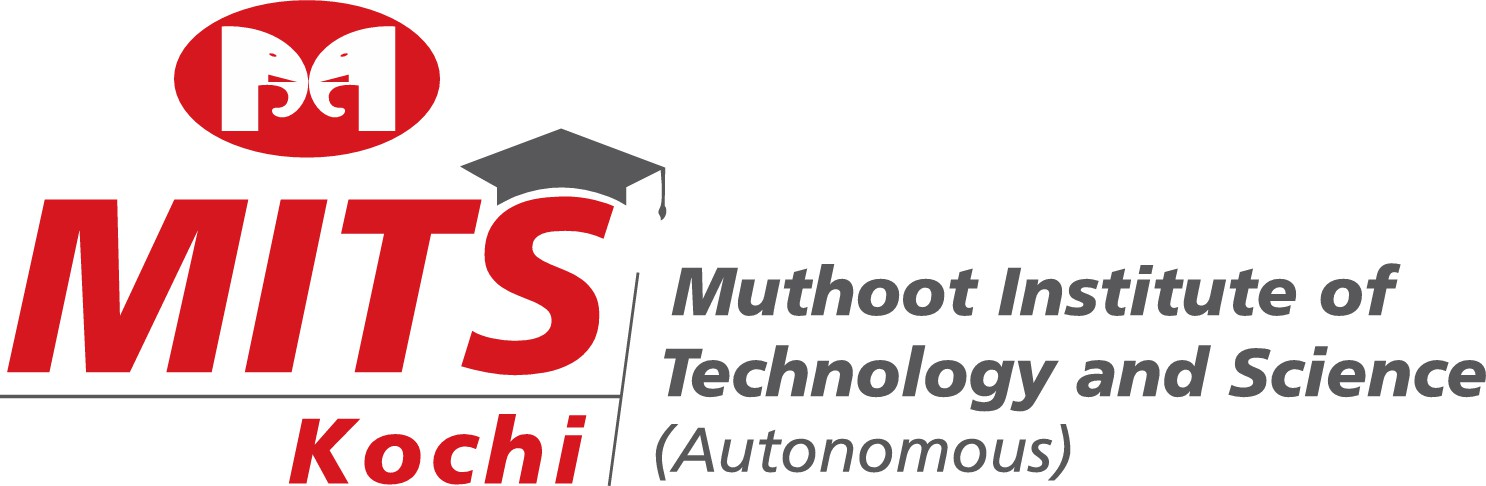 MITS
Kochi
Muthoot Institute of
Technology and Science
(Autonomous)